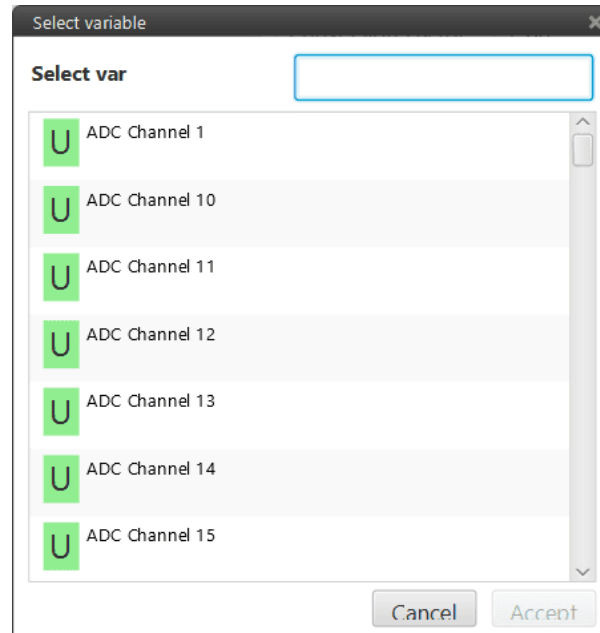 Select variable
Select var
U ADC Channel 1
U ADC Channel 10
U ADC Channel 11
U ADC Channel 12
U ADC Channel 13
U ADC Channel 14
U ADC Channel 15
Cancel Accept